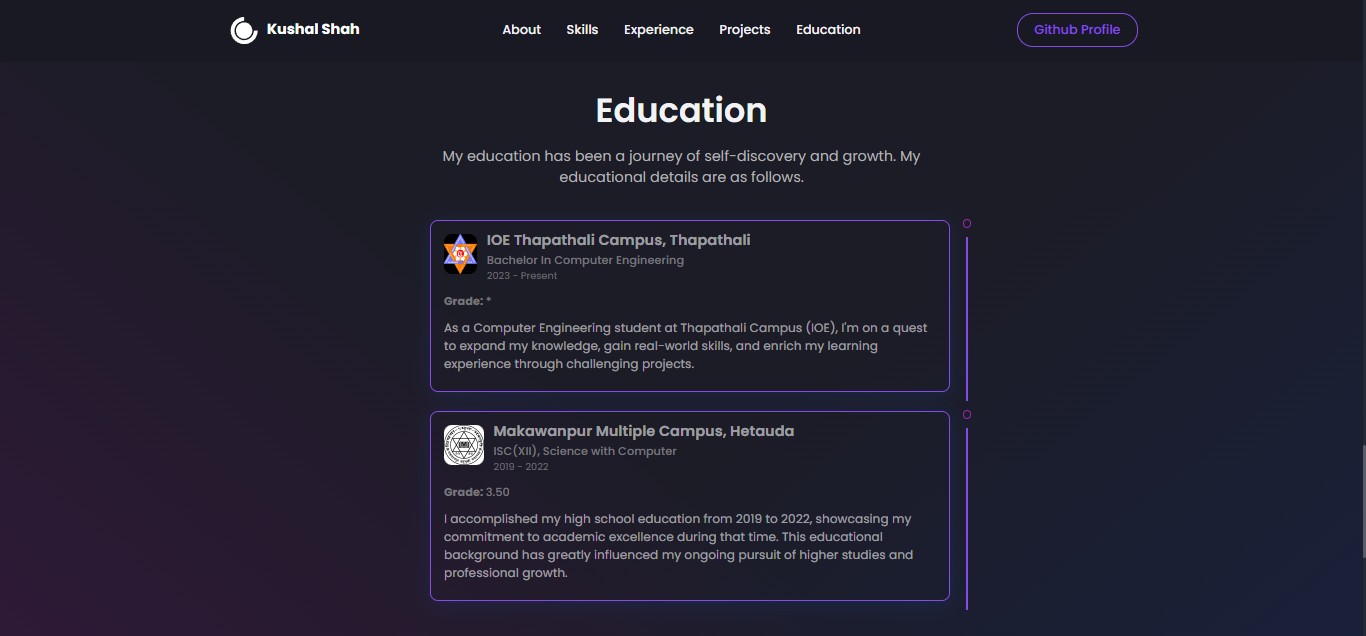 Kushal Shah
About
Skills
Experience
Projects
Education
Github Profile
Education
My education has been a journey of self-discovery and growth. My
educational details are as follows.
IOE Thapathali Campus, Thapathali
Bachelor In Computer Engineering
2023 - Present
Grade: *
As a Computer Engineering student at Thapathali Campus (IOE), I'm on a quest
to expand my knowledge, gain real-world skills, and enrich my learning
experience through challenging projects.
Makawanpur Multiple Campus, Hetauda
ISC(XII), Science with Computer
2019 - 2022
Grade: 3.50
I accomplished my high school education from 2019 to 2022, showcasing my
commitment to academic excellence during that time. This educational
background has greatly influenced my ongoing pursuit of higher studies and
professional growth.